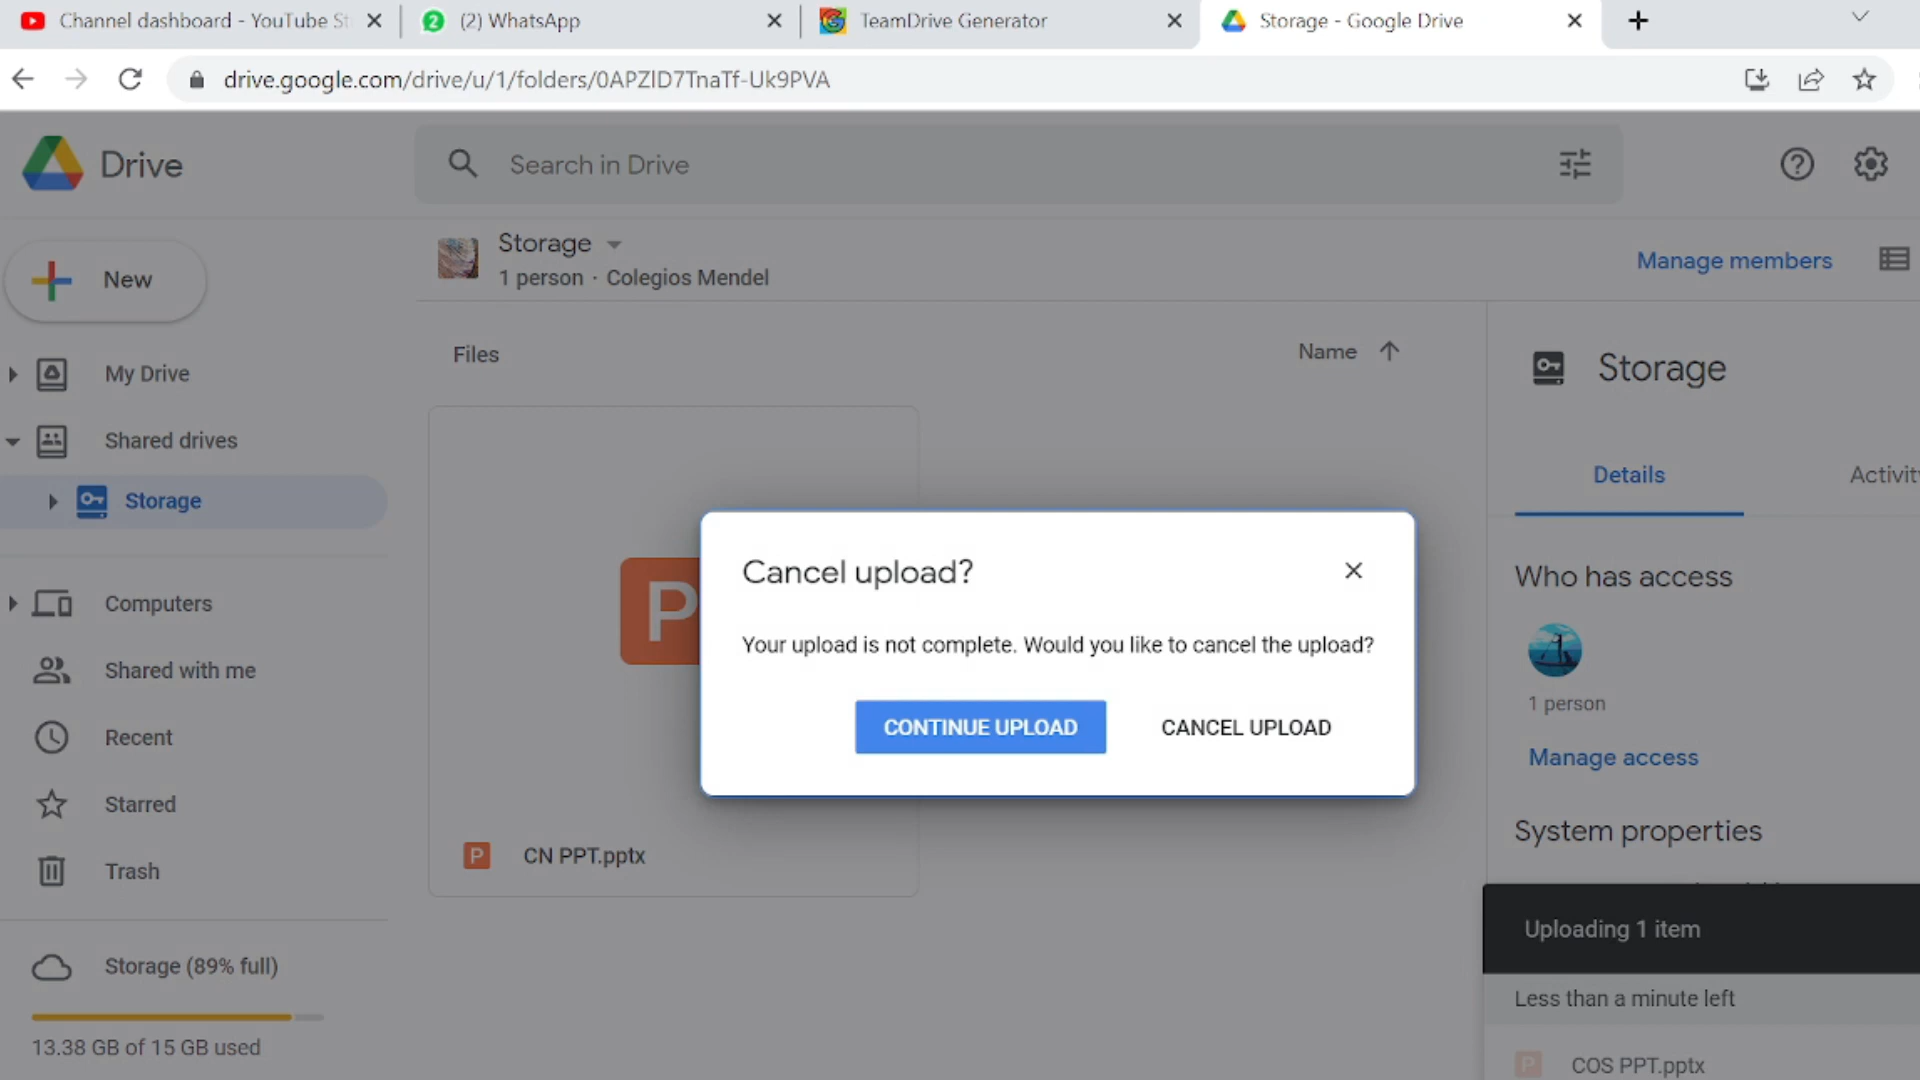 Channel dashboard - YouTube St
2 (2) WhatsApp
TeamDrive Generator
Storage - Google Drive
drive.google.com/drive/u/1/folders/0APZlD7TnaTf-Uk9PVA
Drive
Search in Drive
New
Storage
1 person · Colegios Mendel
Manage members
My Drive
Shared drives
Storage
Computers
Shared with me
Recent
Starred
Trash
Storage (89% full)
13.38 GB of 15 GB used
Files
Name
P
P CN PPT.pptx
Cancel upload?
Your upload is not complete. Would you like to cancel the upload?
CONTINUE UPLOAD
CANCEL UPLOAD
Storage
Details
Activit
Who has access
1 person
Manage access
System properties
Uploading 1 item
Less than a minute left
P COS PPT.pptx